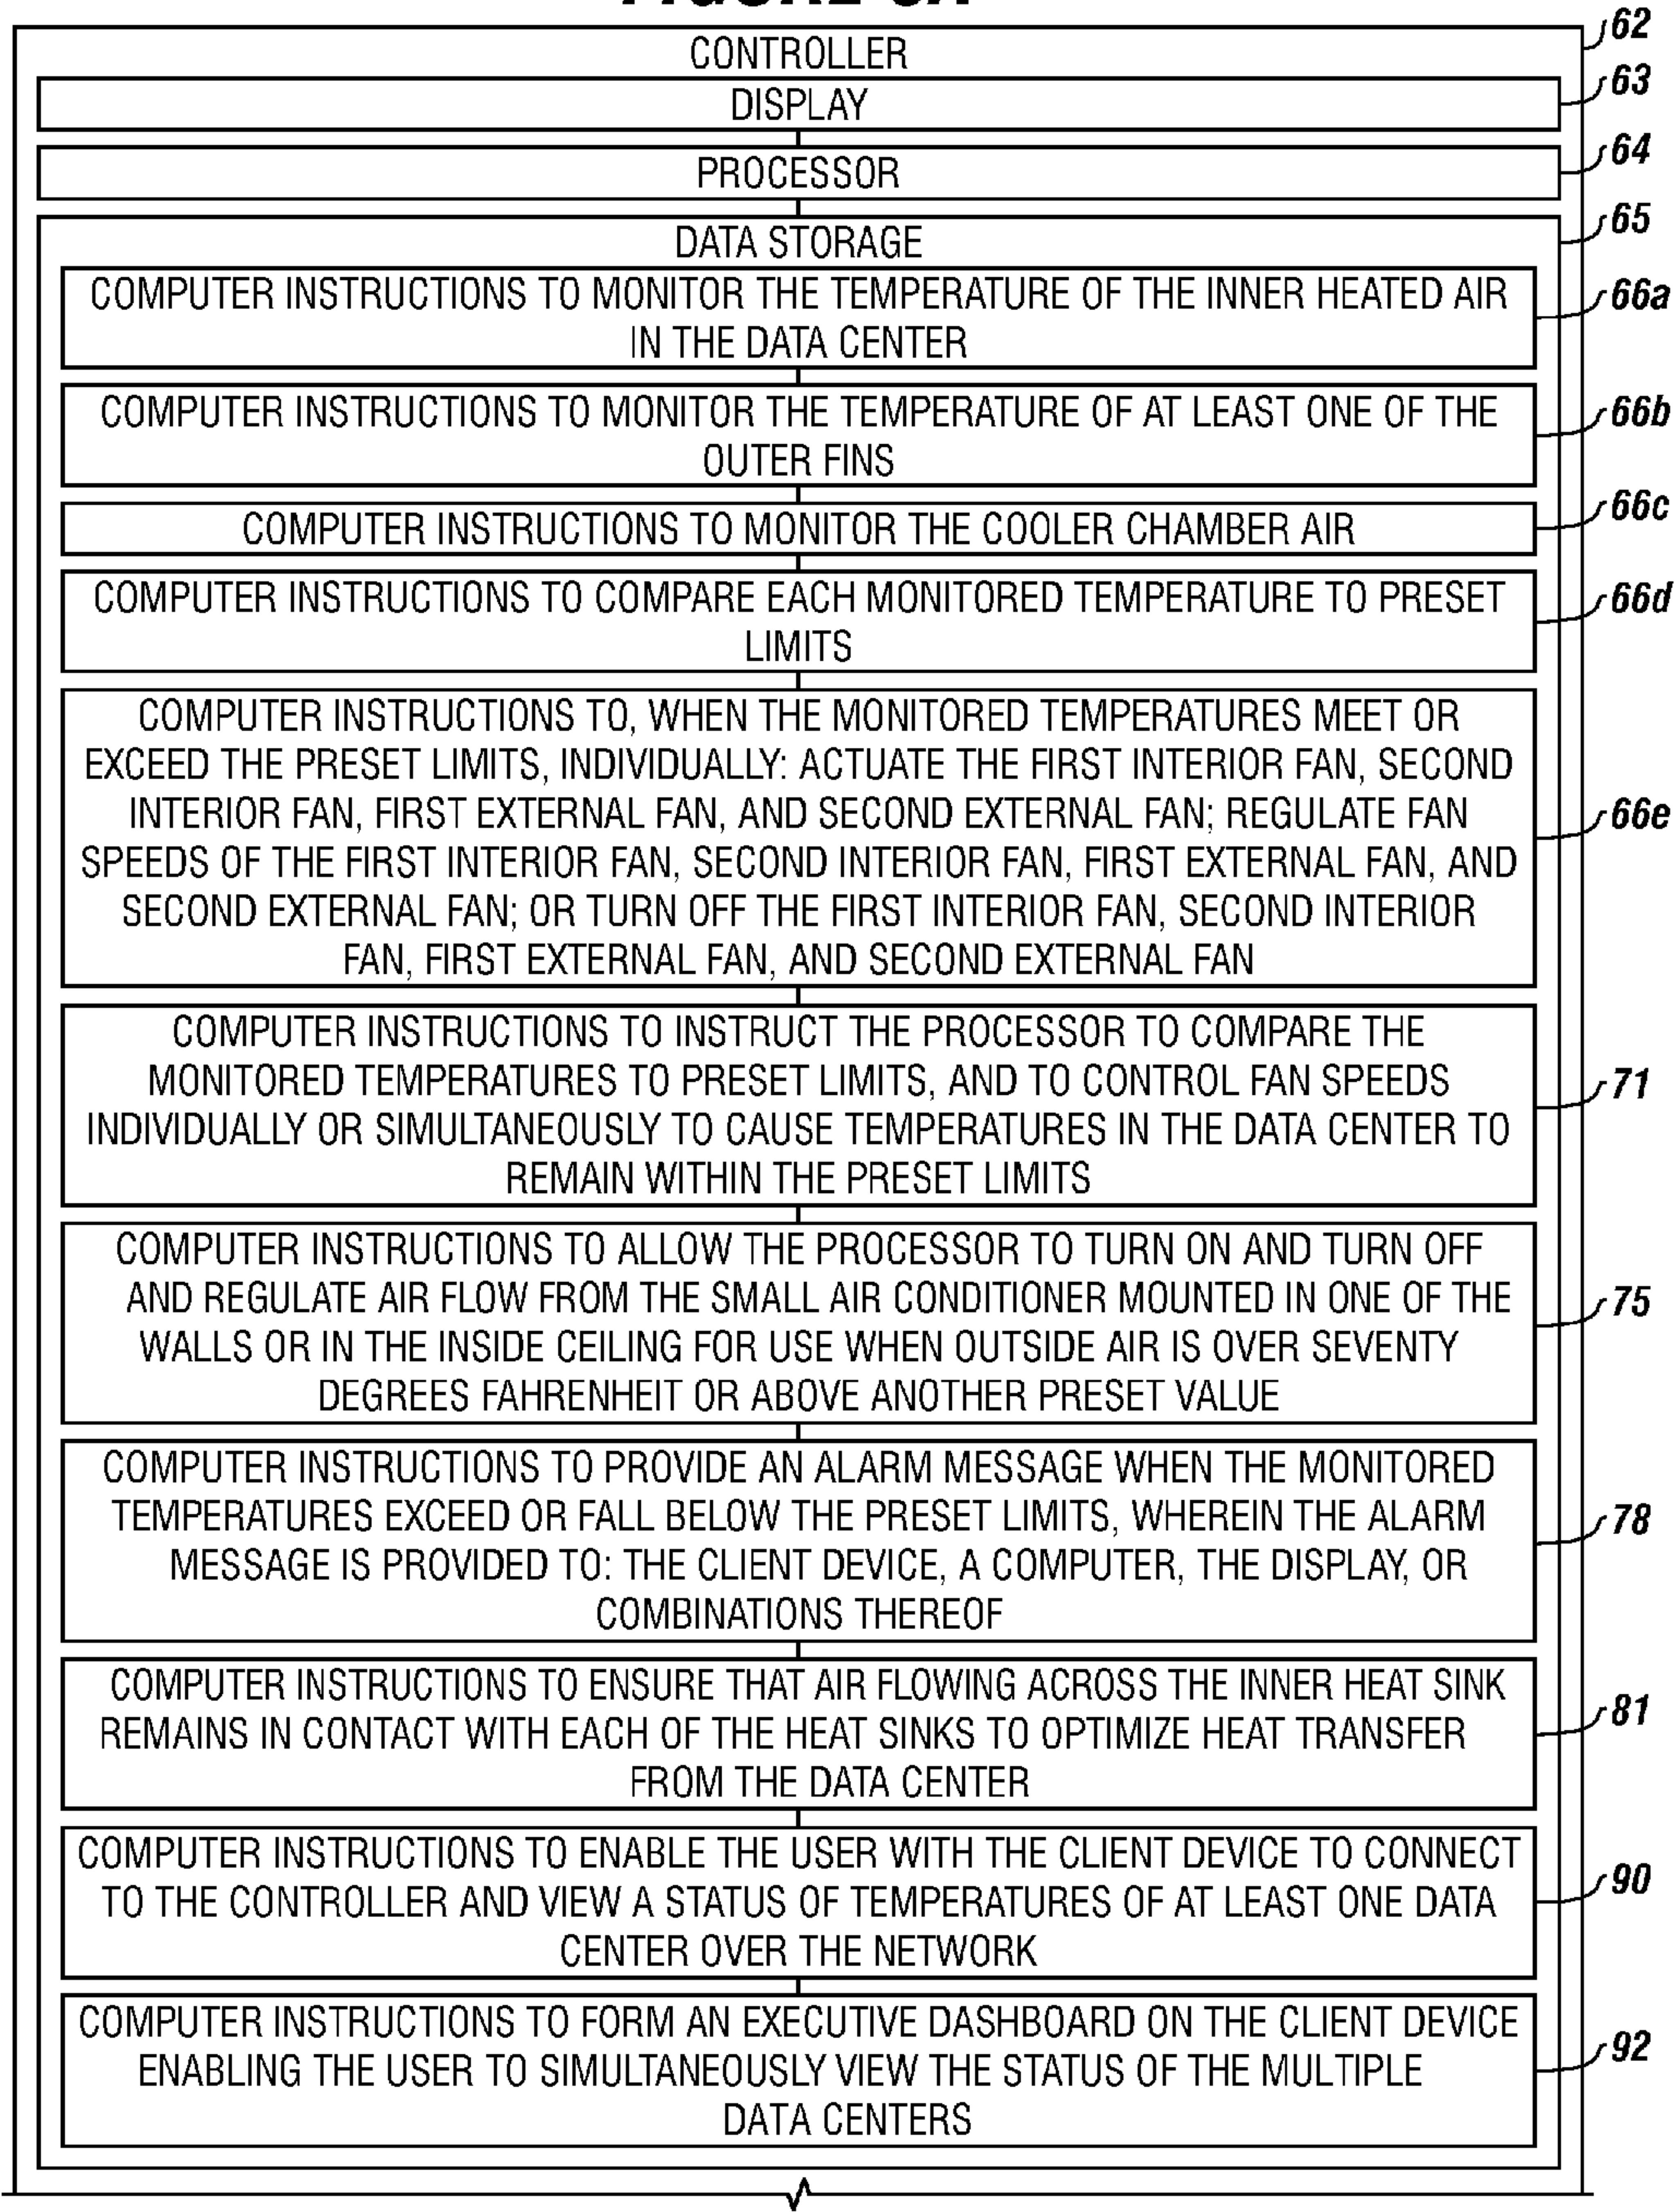 FIGURE
62
CONTROLLER
63
DISPLAY
64
PROCESSOR
65
DATA STORAGE
COMPUTER INSTRUCTIONS TO MONITOR THE TEMPERATURE OF THE INNER HEATED AIR
IN THE DATA CENTER
66a
COMPUTER INSTRUCTIONS TO MONITOR THE TEMPERATURE OF AT LEAST ONE OF THE
OUTER FINS
66b
COMPUTER INSTRUCTIONS TO MONITOR THE COOLER CHAMBER AIR
66c
COMPUTER INSTRUCTIONS TO COMPARE EACH MONITORED TEMPERATURE TO PRESET
LIMITS
66d
COMPUTER INSTRUCTIONS TO, WHEN THE MONITORED TEMPERATURES MEET OR
EXCEED THE PRESET LIMITS, INDIVIDUALLY: ACTUATE THE FIRST INTERIOR FAN, SECOND
INTERIOR FAN, FIRST EXTERNAL FAN, AND SECOND EXTERNAL FAN; REGULATE FAN
SPEEDS OF THE FIRST INTERIOR FAN, SECOND INTERIOR FAN, FIRST EXTERNAL FAN, AND
SECOND EXTERNAL FAN; OR TURN OFF THE FIRST INTERIOR FAN, SECOND INTERIOR
FAN, FIRST EXTERNAL FAN, AND SECOND EXTERNAL FAN
66e
COMPUTER INSTRUCTIONS TO INSTRUCT THE PROCESSOR TO COMPARE THE
MONITORED TEMPERATURES TO PRESET LIMITS, AND TO CONTROL FAN SPEEDS
INDIVIDUALLY OR SIMULTANEOUSLY TO CAUSE TEMPERATURES IN THE DATA CENTER TO
REMAIN WITHIN THE PRESET LIMITS
71
COMPUTER INSTRUCTIONS TO ALLOW THE PROCESSOR TO TURN ON AND TURN OFF
AND REGULATE AIR FLOW FROM THE SMALL AIR CONDITIONER MOUNTED IN ONE OF THE
WALLS OR IN THE INSIDE CEILING FOR USE WHEN OUTSIDE AIR IS OVER SEVENTY
DEGREES FAHRENHEIT OR ABOVE ANOTHER PRESET VALUE
75
COMPUTER INSTRUCTIONS TO PROVIDE AN ALARM MESSAGE WHEN THE MONITORED
TEMPERATURES EXCEED OR FALL BELOW THE PRESET LIMITS, WHEREIN THE ALARM
MESSAGE IS PROVIDED TO: THE CLIENT DEVICE, A COMPUTER, THE DISPLAY, OR
COMBINATIONS THEREOF
78
COMPUTER INSTRUCTIONS TO ENSURE THAT AIR FLOWING ACROSS THE INNER HEAT SINK
REMAINS IN CONTACT WITH EACH OF THE HEAT SINKS TO OPTIMIZE HEAT TRANSFER
FROM THE DATA CENTER
81
COMPUTER INSTRUCTIONS TO ENABLE THE USER WITH THE CLIENT DEVICE TO CONNECT
TO THE CONTROLLER AND VIEW A STATUS OF TEMPERATURES OF AT LEAST ONE DATA
CENTER OVER THE NETWORK
90
COMPUTER INSTRUCTIONS TO FORM AN EXECUTIVE DASHBOARD ON THE CLIENT DEVICE
ENABLING THE USER TO SIMULTANEOUSLY VIEW THE STATUS OF THE MULTIPLE
DATA CENTERS
92